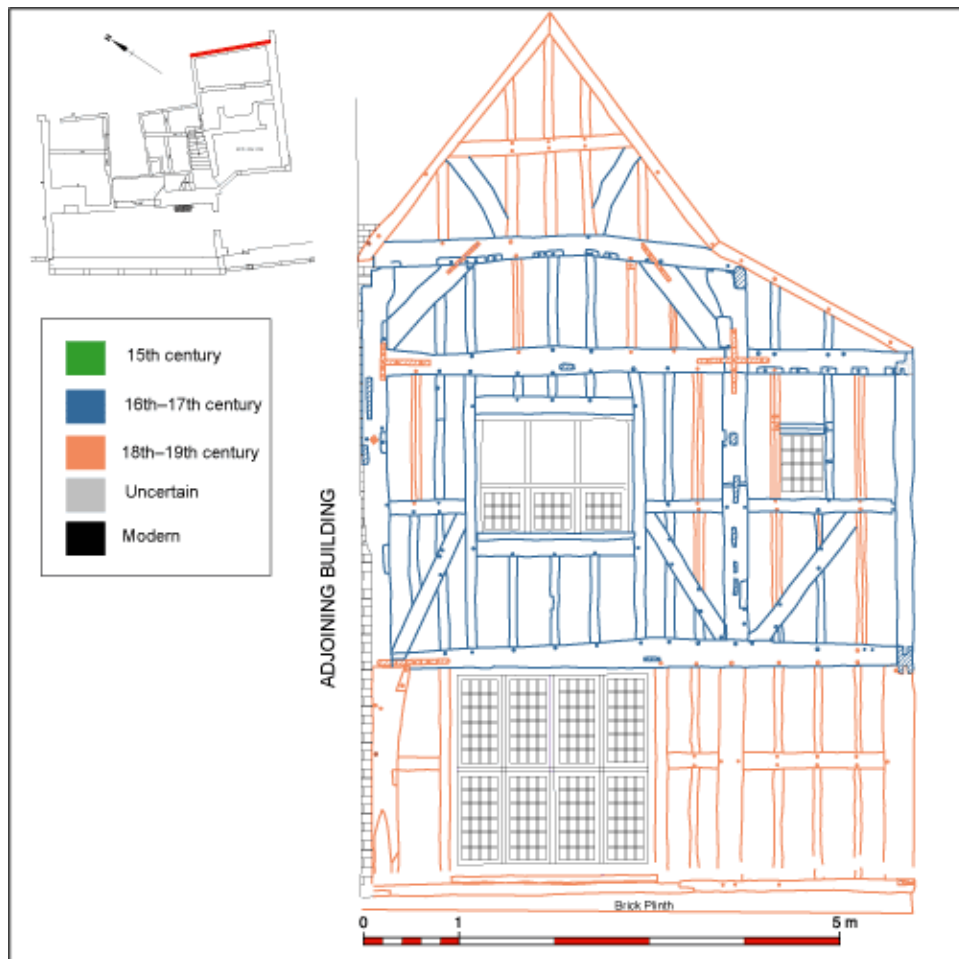 N
15th century
16th–17th century
18th–19th century
Uncertain
Modern
ADJOINING BUILDING
Brick Plinth
0 1 5 m